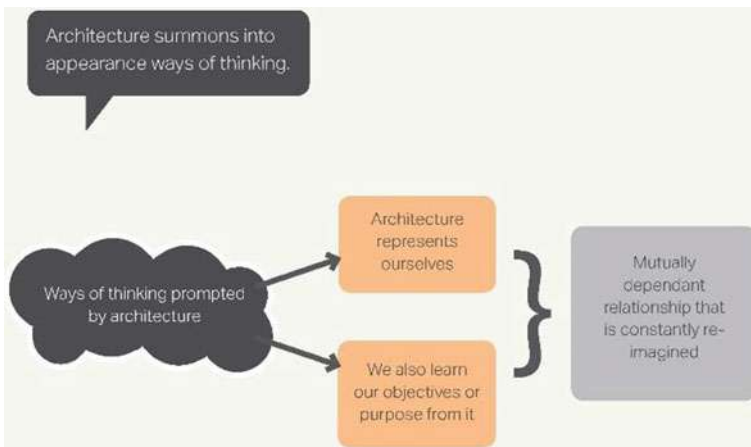 Architecture summons into
appearance ways of thinking.
Architecture
represents
ourselves
Ways of thinking prompted
by architecture
We also learn
our objectives or
purpose from it
Mutually
dependant
relationship that
is constantly re-
imagined